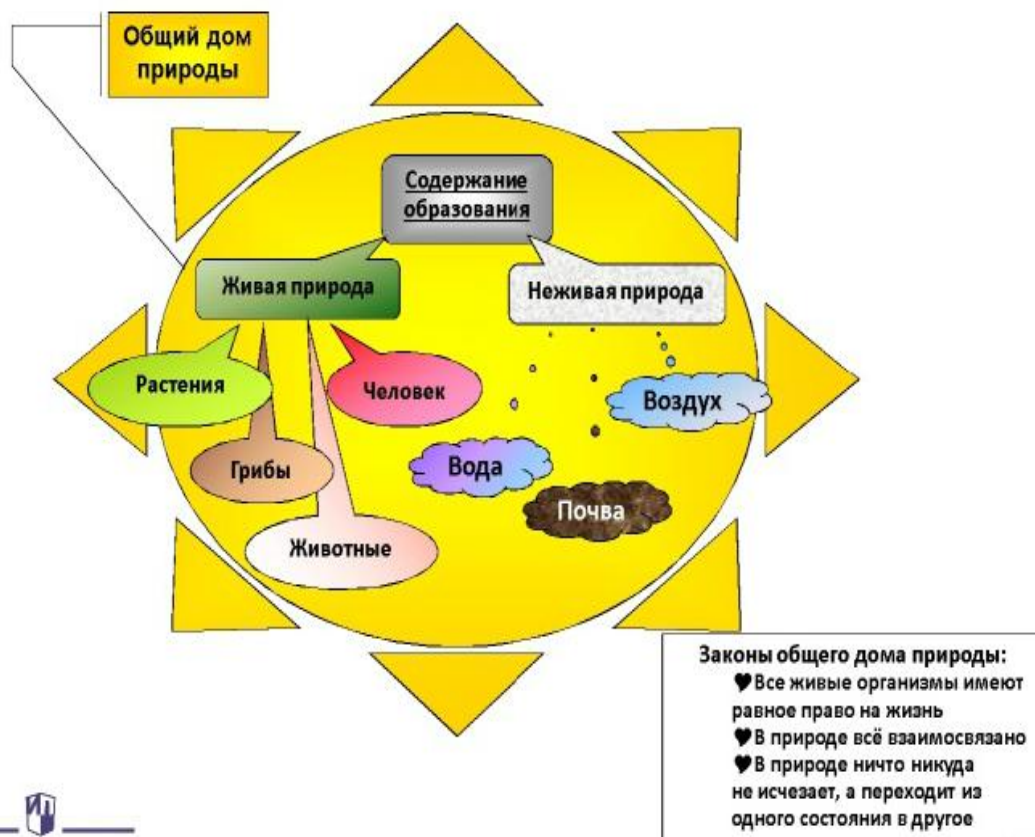 Общий дом
природы
Содержание
образования
Живая природа
Неживая природа
Растения
Человек
Воздух
Грибы
Вода
Почва
Животные
Законы общего дома природы:
Все живые организмы имеют
равное право на жизнь
В природе всё взаимосвязано
В природе ничто никуда
не исчезает, а переходит из
одного состояния в другое